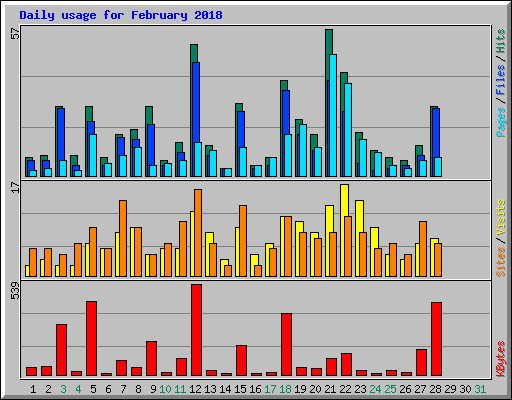 Daily usage for February 2018
57
Pages / Files / Hits
17
Sites / Visits
539
KBytes
1 2 3 4 5 6 7 8 9 10 11 12 13 14 15 16 17 18 19 20 21 22 23 24 25 26 27 28 29 30 31